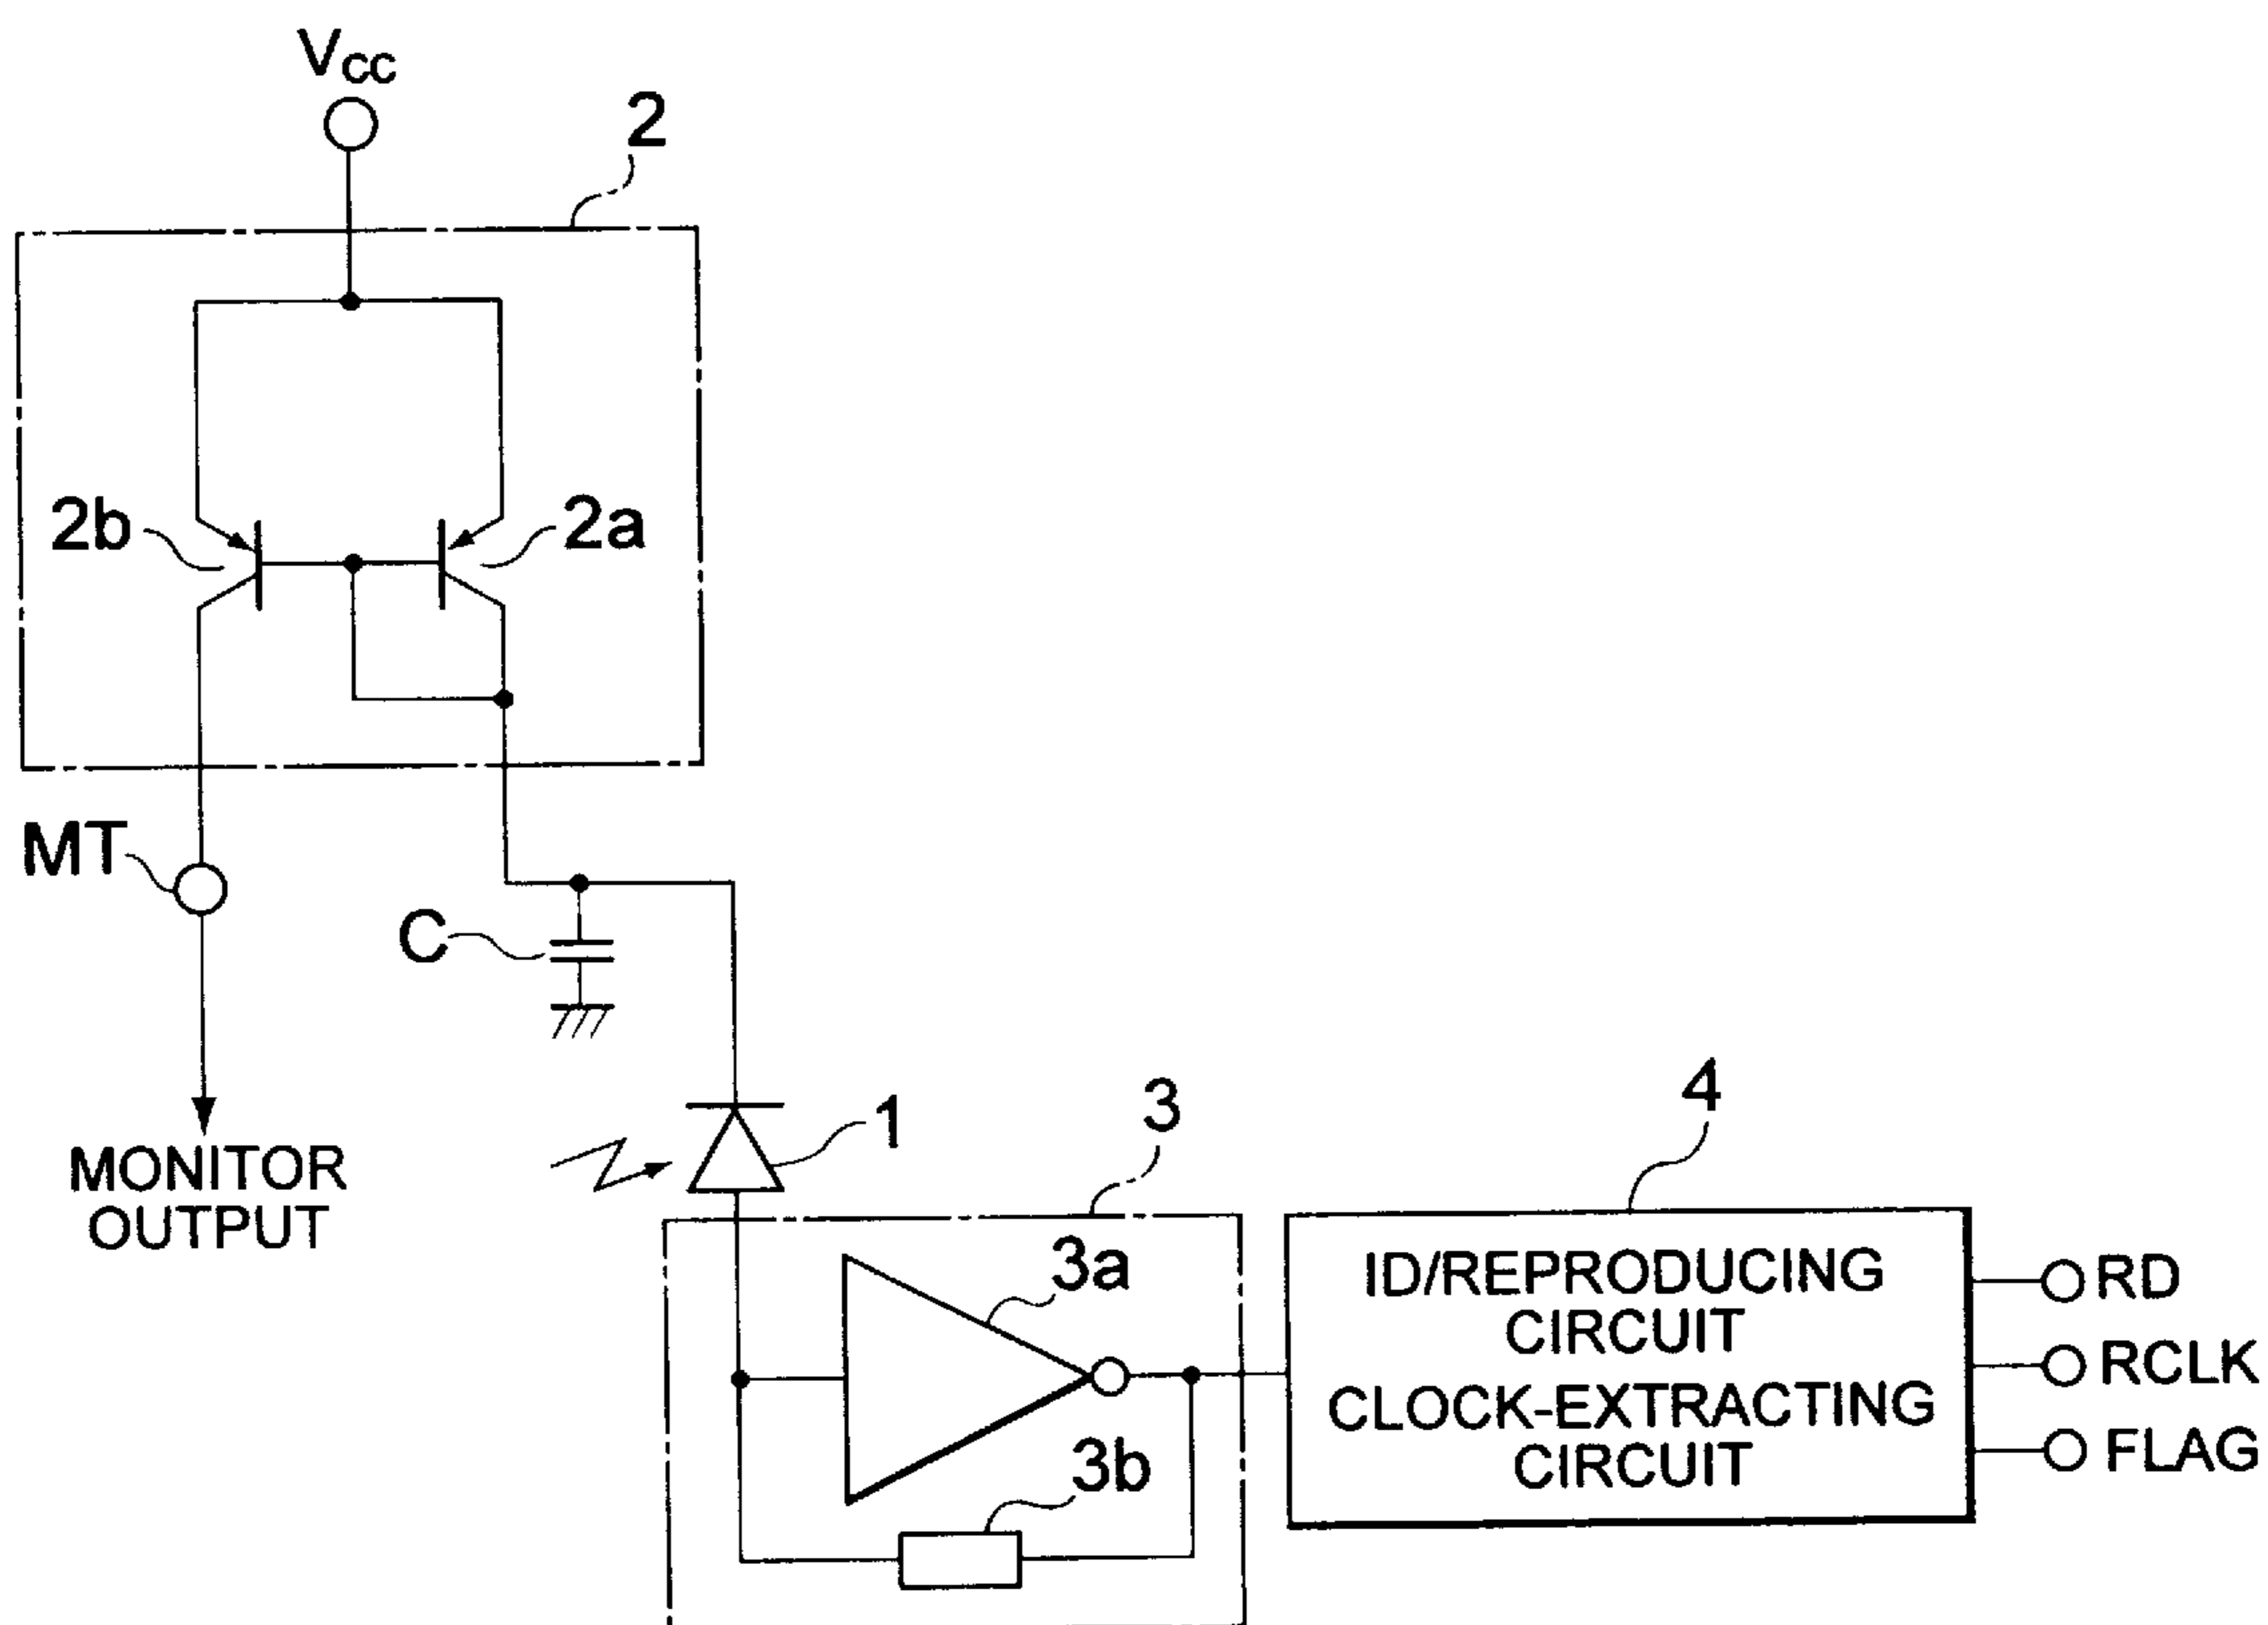 VCC
2
2b
2a
MT
C
1
MONITOR
OUTPUT
3
3a
3b
4
ID/REPRODUCING
CIRCUIT
CLOCK-EXTRACTING
CIRCUIT
RD
RCLK
FLAG